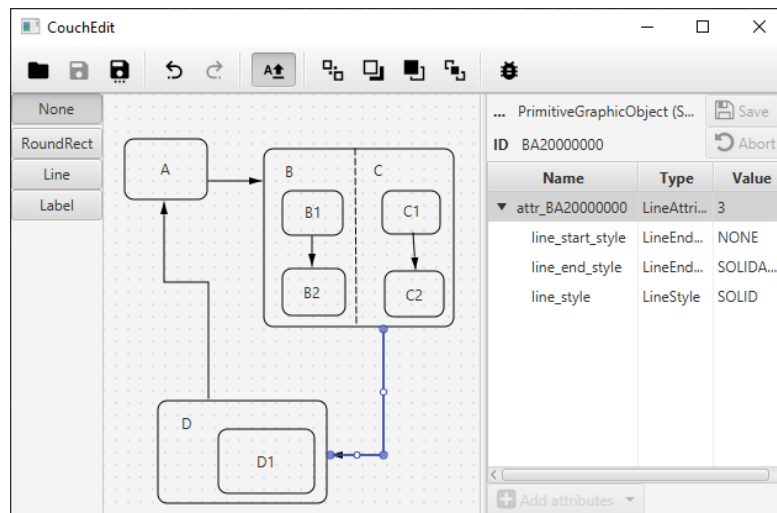 CouchEdit
A
None
RoundRect
Line
Label
A
B
C
B1
C1
B2
C2
D
D1
... PrimitiveGraphicObject (S...
Save
ID BA20000000
Abort
Name Type Value
attr_BA20000000 LineAttri... 3
line_start_style LineEnd... NONE
line_end_style LineEnd... SOLIDA...
line_style LineStyle SOLID
Add attributes